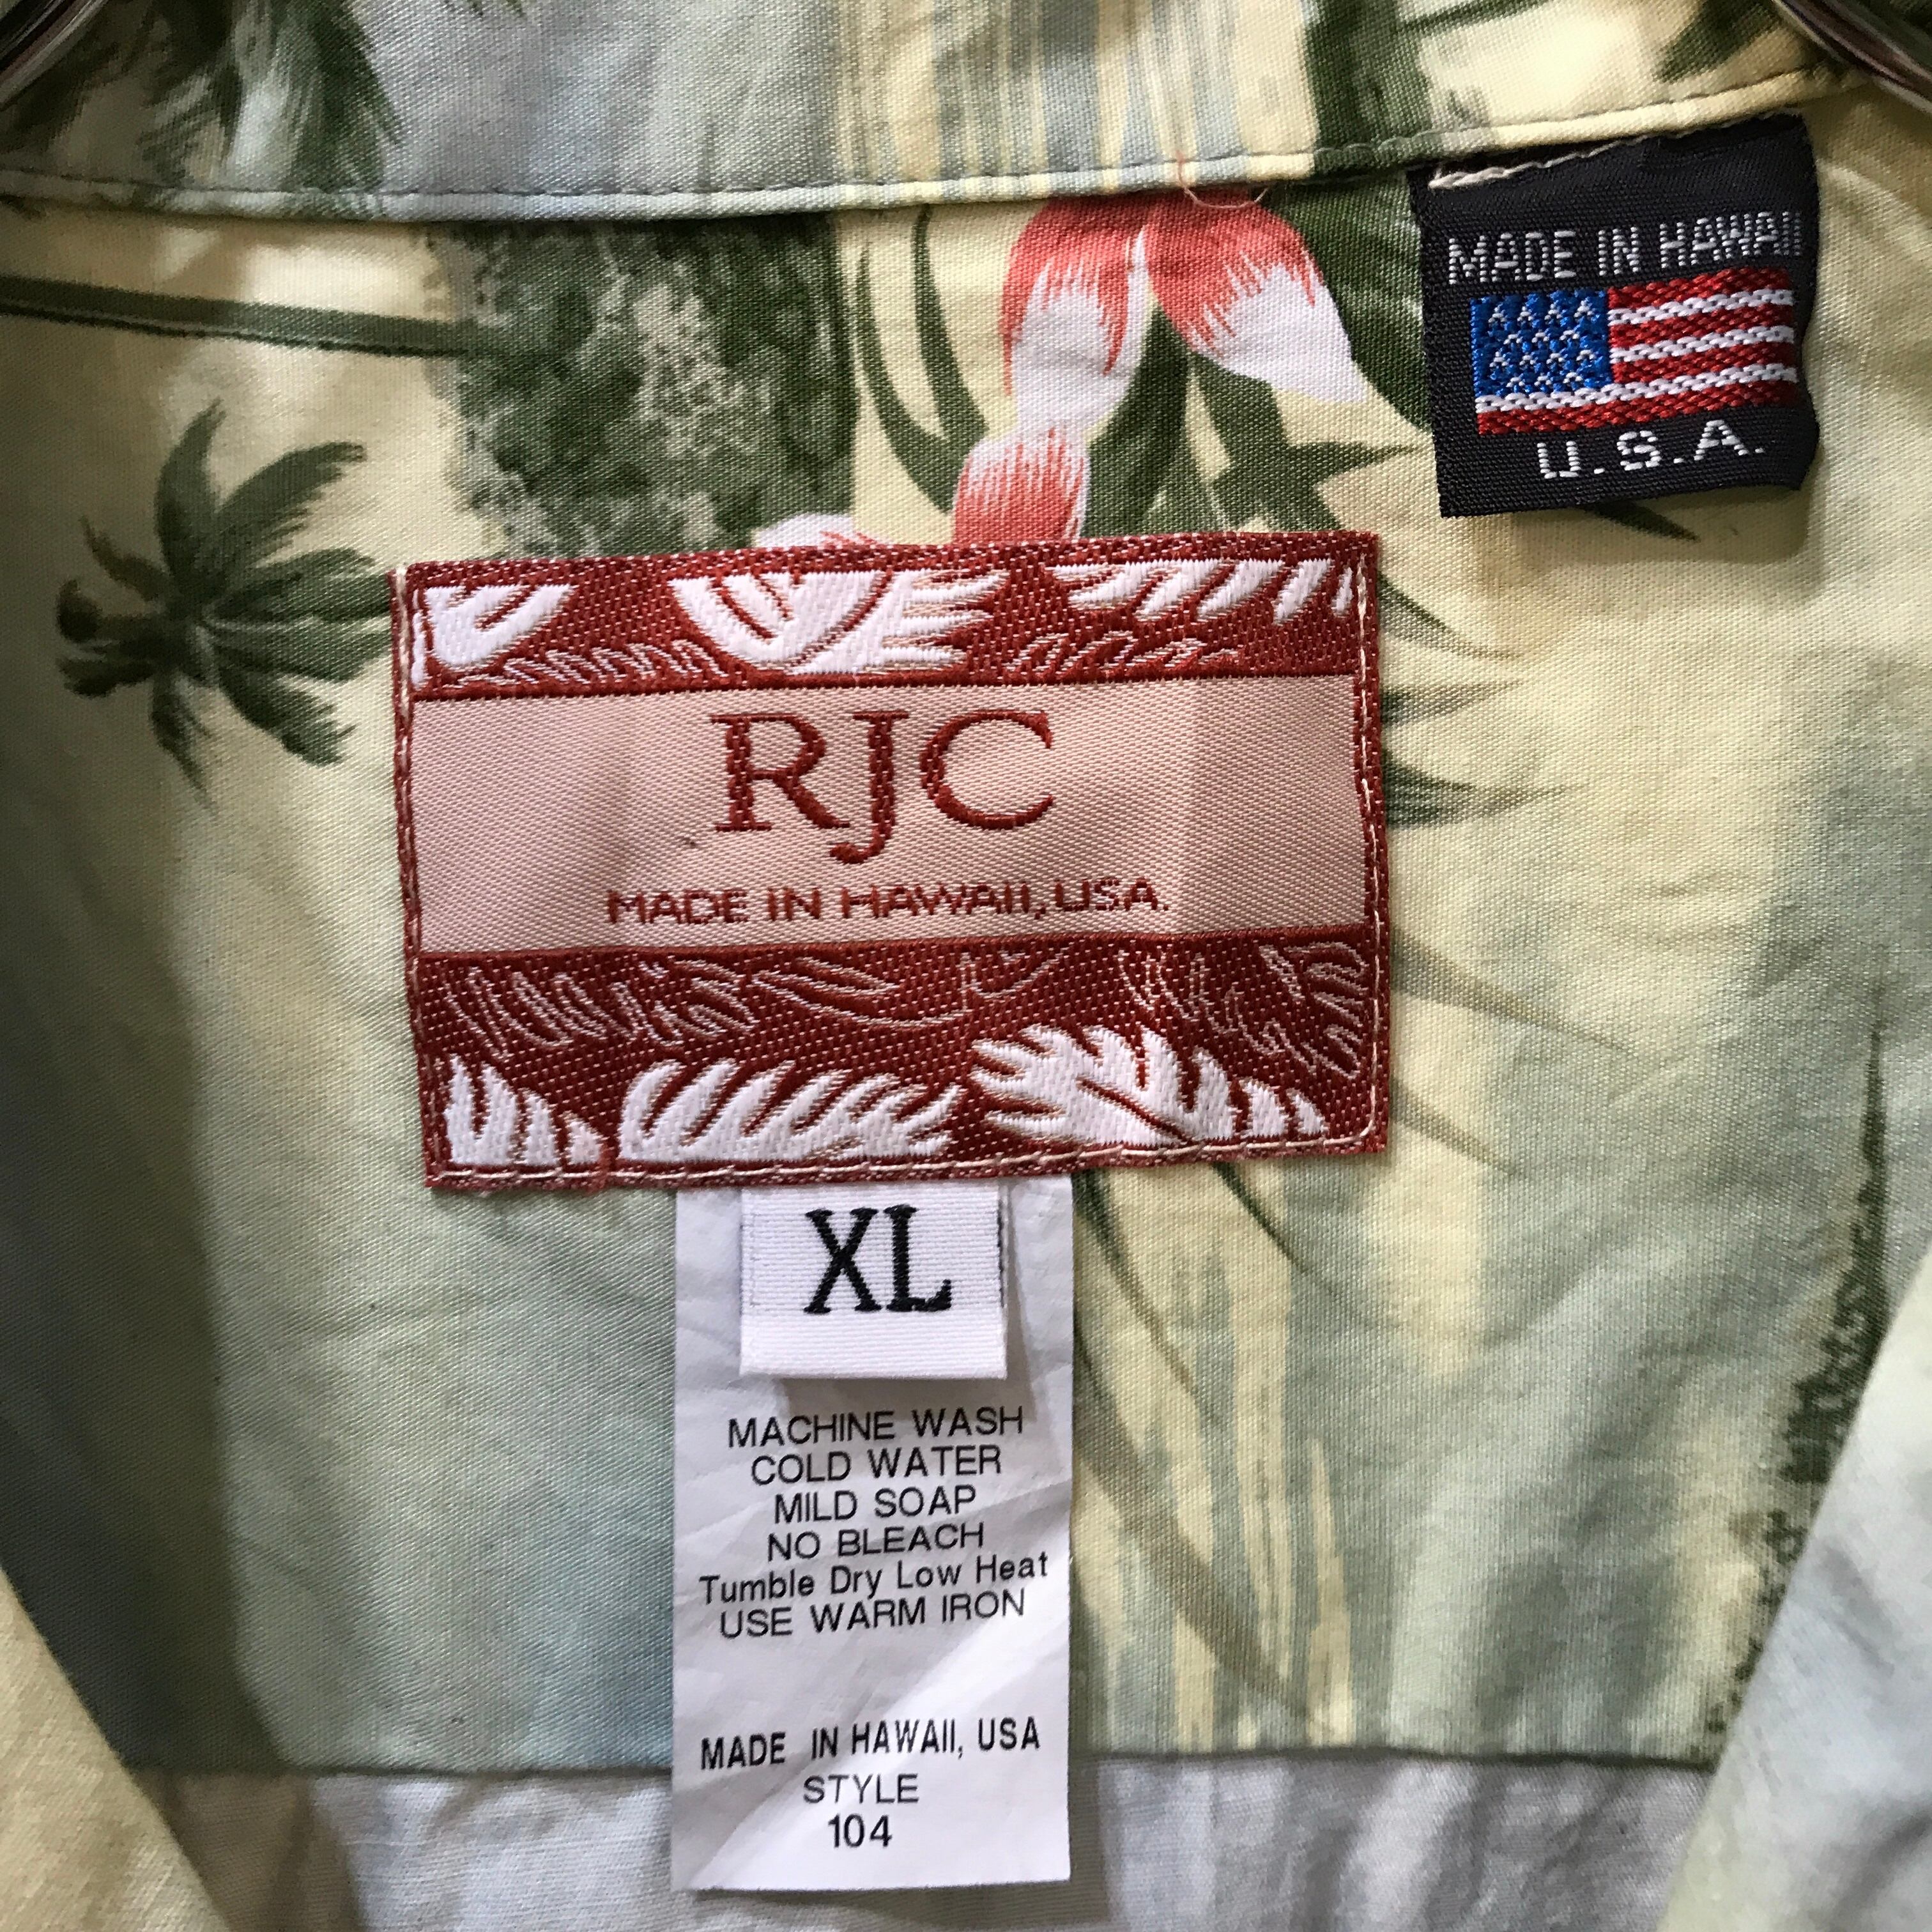 MADE IN HAWAII
U.S.A.
RJC
MADE IN HAWAII, USA.
XL
MACHINE WASH
COLD WATER
MILD SOAP
NO BLEACH
Tumble Dry Low Heat
USE WARM IRON
MADE IN HAWAII, USA
STYLE
104